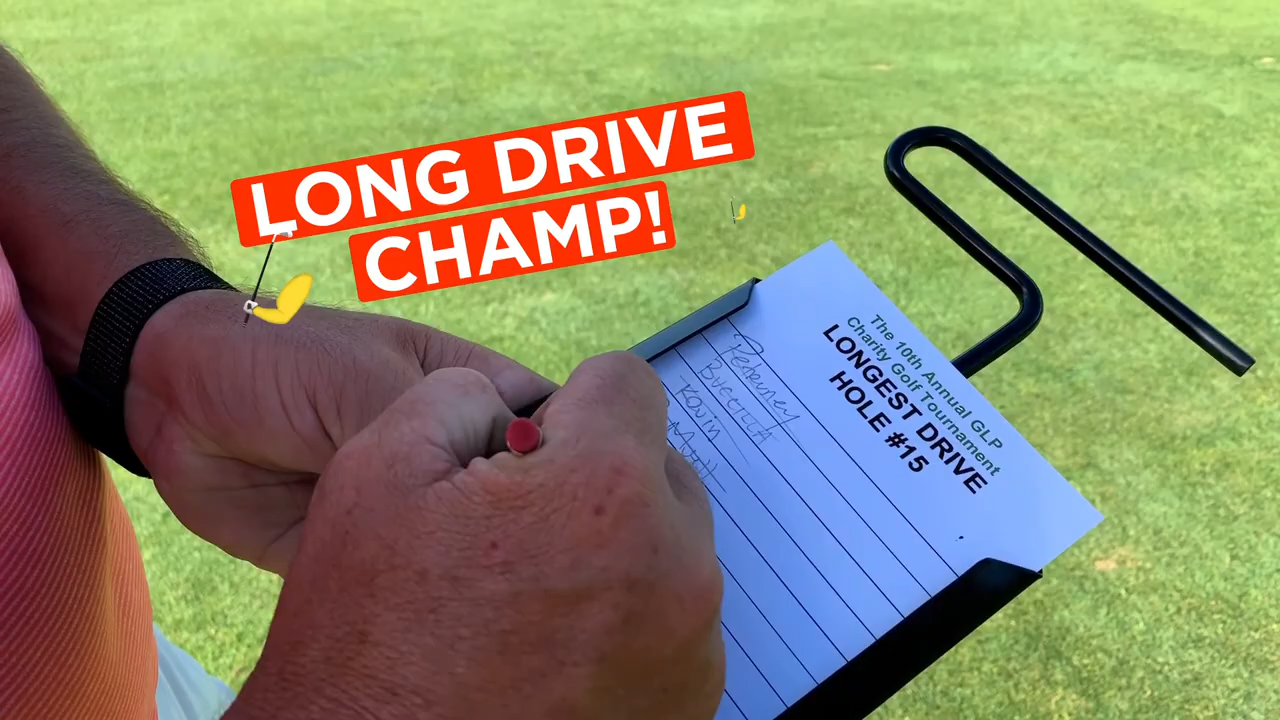 LONG DRIVE
CHAMP!
The 10th Annual GLP
Charity Golf Tournament
LONGEST DRIVE
HOLE #15